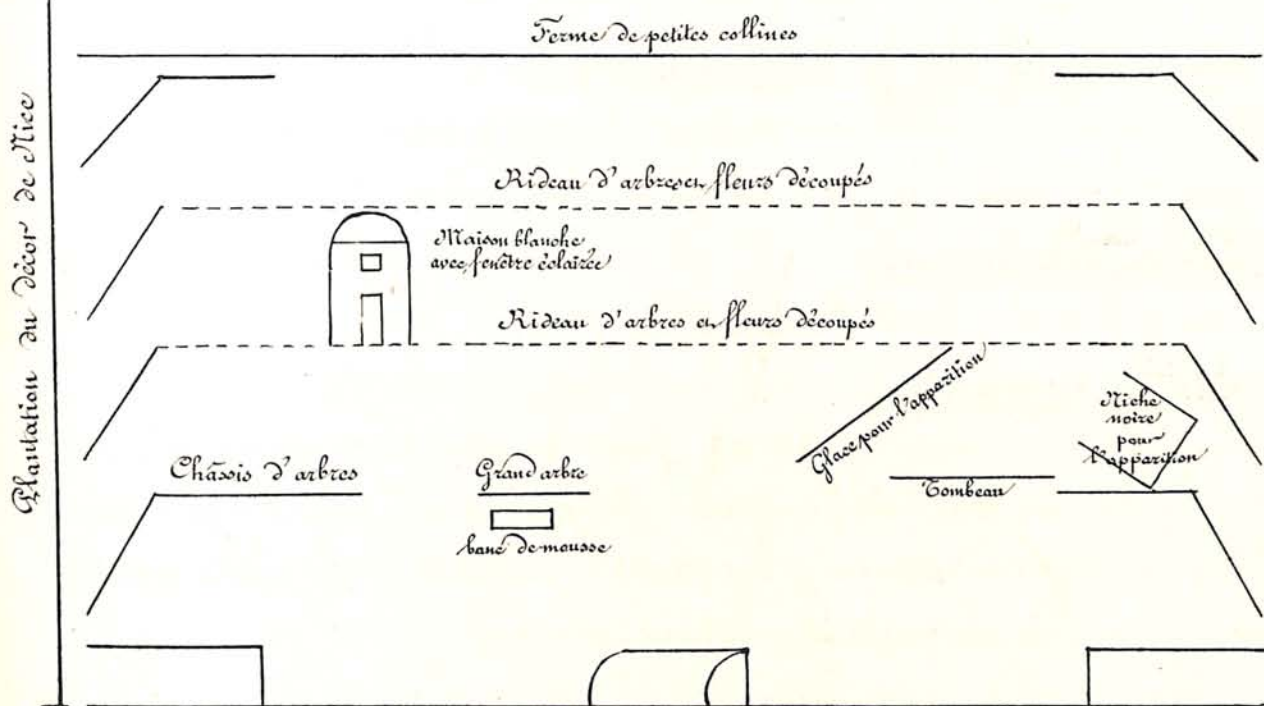 Ferme de petites collines
Plantation du décor de Nice
Rideau d'arbres et fleurs découpés
Maison blanche
avec fenêtre éclairée
Rideau d'arbres et fleurs découpés
Glace pour l'apparition
Niche
noire
pour
l'apparition
Châssis d'arbres
Grand arbre
Tombeau
banc de mousse